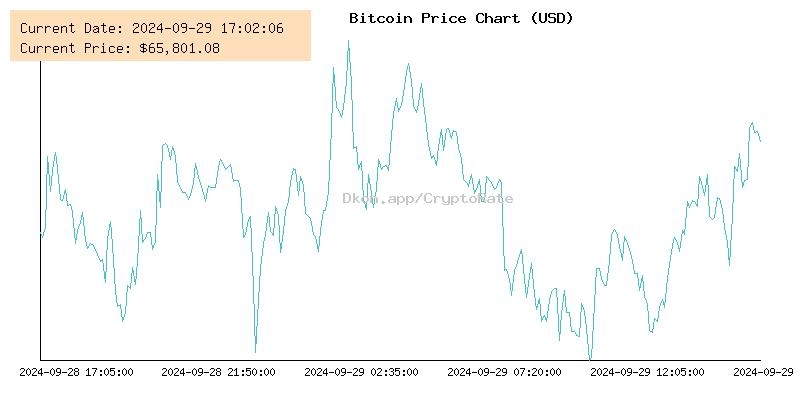 Bitcoin Price Chart (USD)
Current Date: 2024-09-29 17:02:06
Current Price: $65,801.08
Dkon.app/CryptoRate
2024-09-28 17:05:00 2024-09-28 21:50:00 2024-09-29 02:35:00 2024-09-29 07:20:00 2024-09-29 12:05:00 2024-09-29